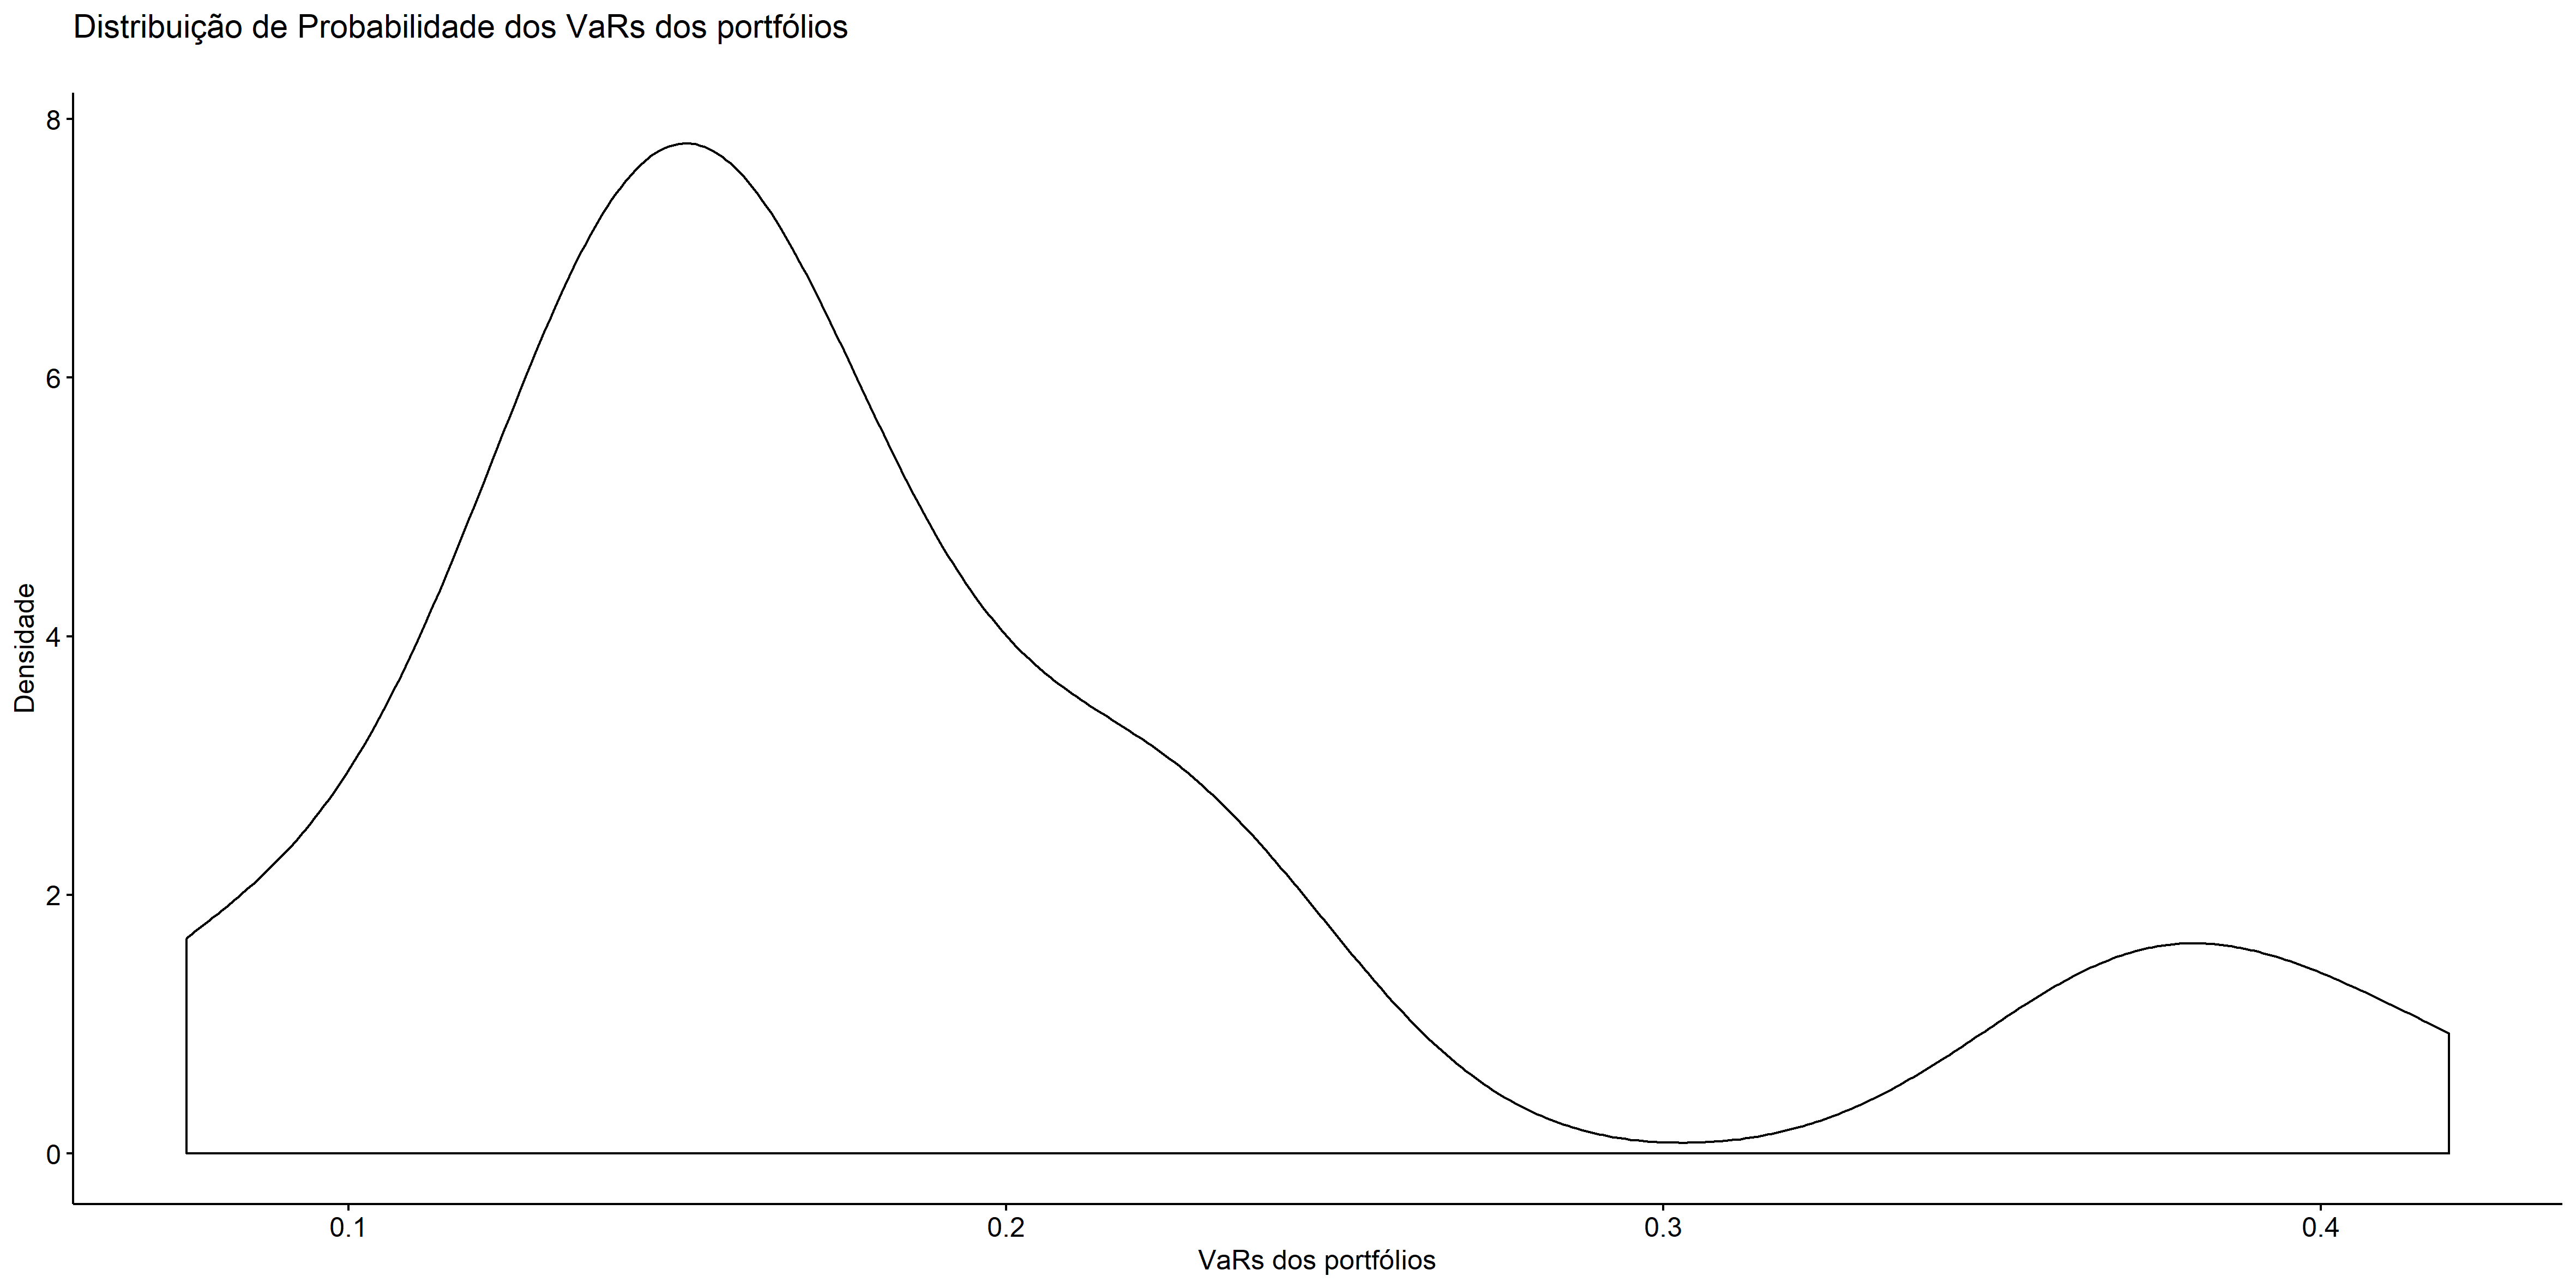 Distribuição de Probabilidade dos VaRs dos portfólios
8
6
4
2
0
Densidade
0.1 0.2 0.3 0.4
VaRs dos portfólios